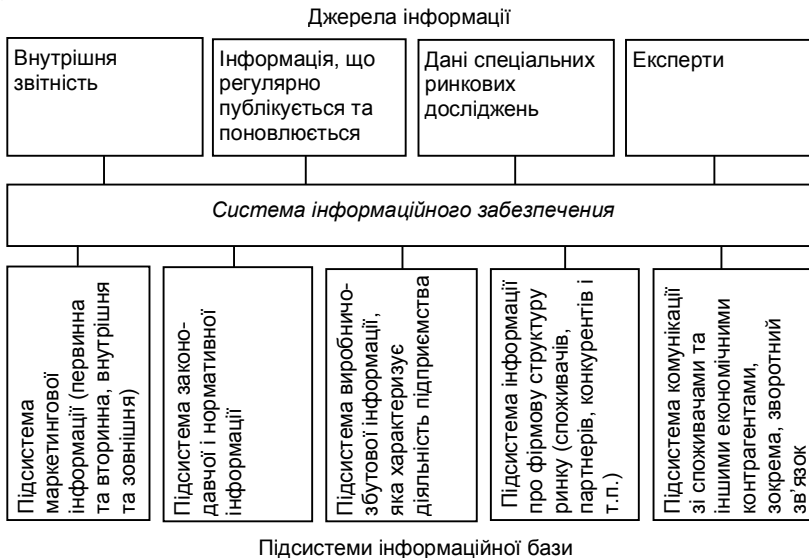 Джерела інформації
Внутрішня
звітність
Інформація, що
регулярно
публікується та
поновлюється
Дані спеціальних
ринкових
досліджень
Експерти
Система інформаційного забезпечення
Підсистема
маркетингової
інформації (первинна
та вторинна, внутрішня
та зовнішня)
Підсистема законо-
давчої і нормативної
інформації
Підсистема виробничо-
збутової інформації,
яка характеризує
діяльність підприємства
Підсистема інформації
про фірмову структуру
ринку (споживачів,
партнерів, конкурентів і
т.п.)
Підсистема комунікації
зі споживачами та
іншими економічними
контрагентами,
зокрема, зворотний
зв’язок
Підсистеми інформаційної бази